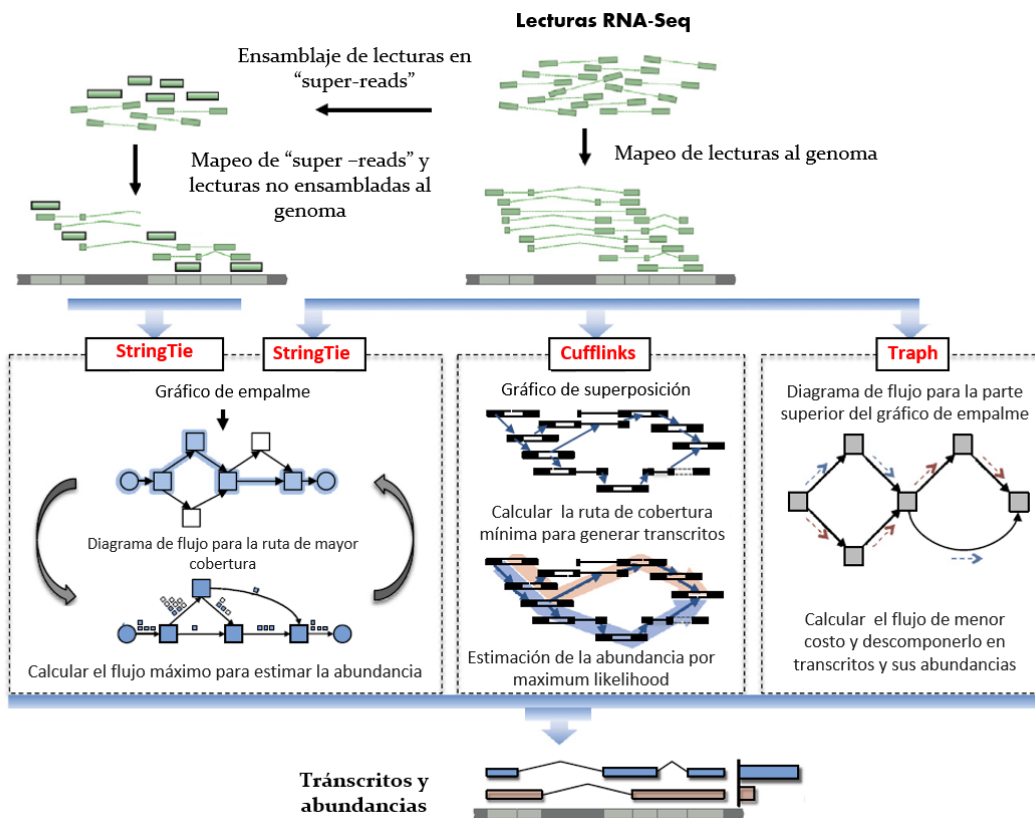 Lecturas RNA-Seq
Ensamblaje de lecturas en
“super-reads”
Mapeo de “super –reads” y
lecturas no ensambladas al
genoma
Mapeo de lecturas al genoma
StringTie
StringTie
Cufflinks
Traph
Gráfico de empalme
Diagrama de flujo para la ruta de mayor
cobertura
Calcular el flujo máximo para estimar la abundancia
Gráfico de superposición
Calcular la ruta de cobertura
mínima para generar transcritos
Estimación de la abundancia por
maximum likelihood
Diagrama de flujo para la parte
superior del gráfico de empalme
Calcular el flujo de menor
costo y descomponerlo en
transcritos y sus abundancias
Tránscritos y
abundancias